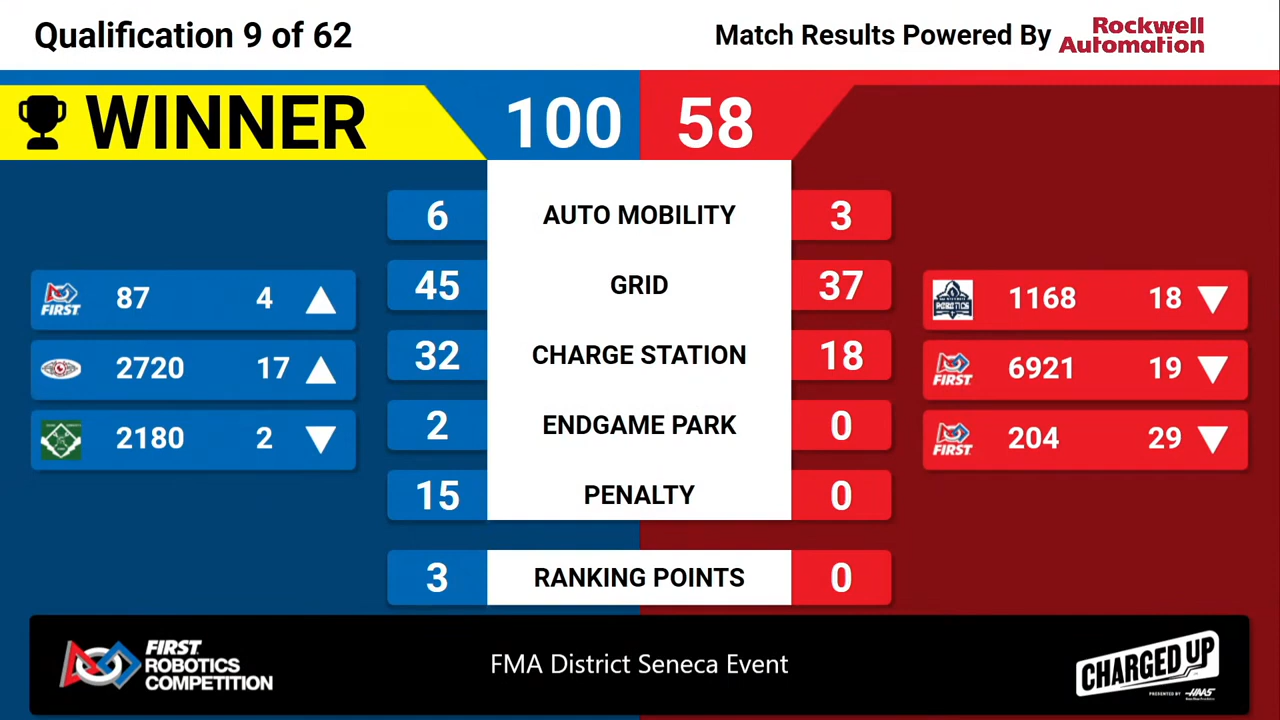 Qualification 9 of 62
Match Results Powered By Rockwell Automation
WINNER 100 58
6 AUTO MOBILITY 3
45 GRID 37
32 CHARGE STATION 18
2 ENDGAME PARK 0
15 PENALTY 0
3 RANKING POINTS 0
FIRST 87 4
2720 17
2180 2
1168 18
FIRST 6921 19
FIRST 204 29
FIRST
ROBOTICS
COMPETITION
FMA District Seneca Event
CHARGED UP
PRESENTED BY HAAS